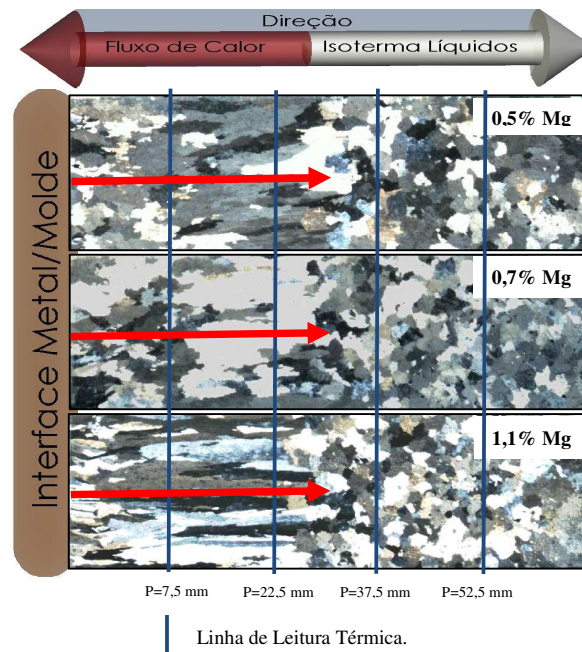 Direção
Fluxo de Calor
Isoterma Líquidos
Interface Metal/Molde
0,5% Mg
0,7% Mg
1,1% Mg
P=7,5 mm
P=22,5 mm
P=37,5 mm
P=52,5 mm
Linha de Leitura Térmica.